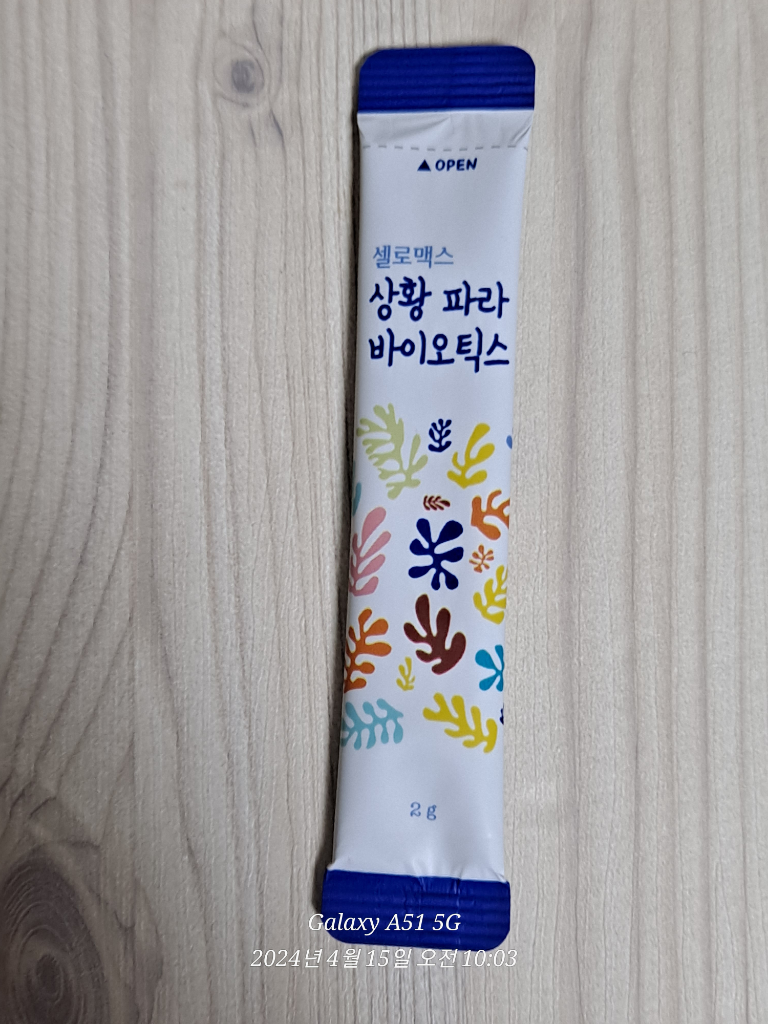 ▲ OPEN
셀로맥스
상황 파라
바이오틱스
2 g
Galaxy A51 5G
2024년 4월 15일 오전 10:03